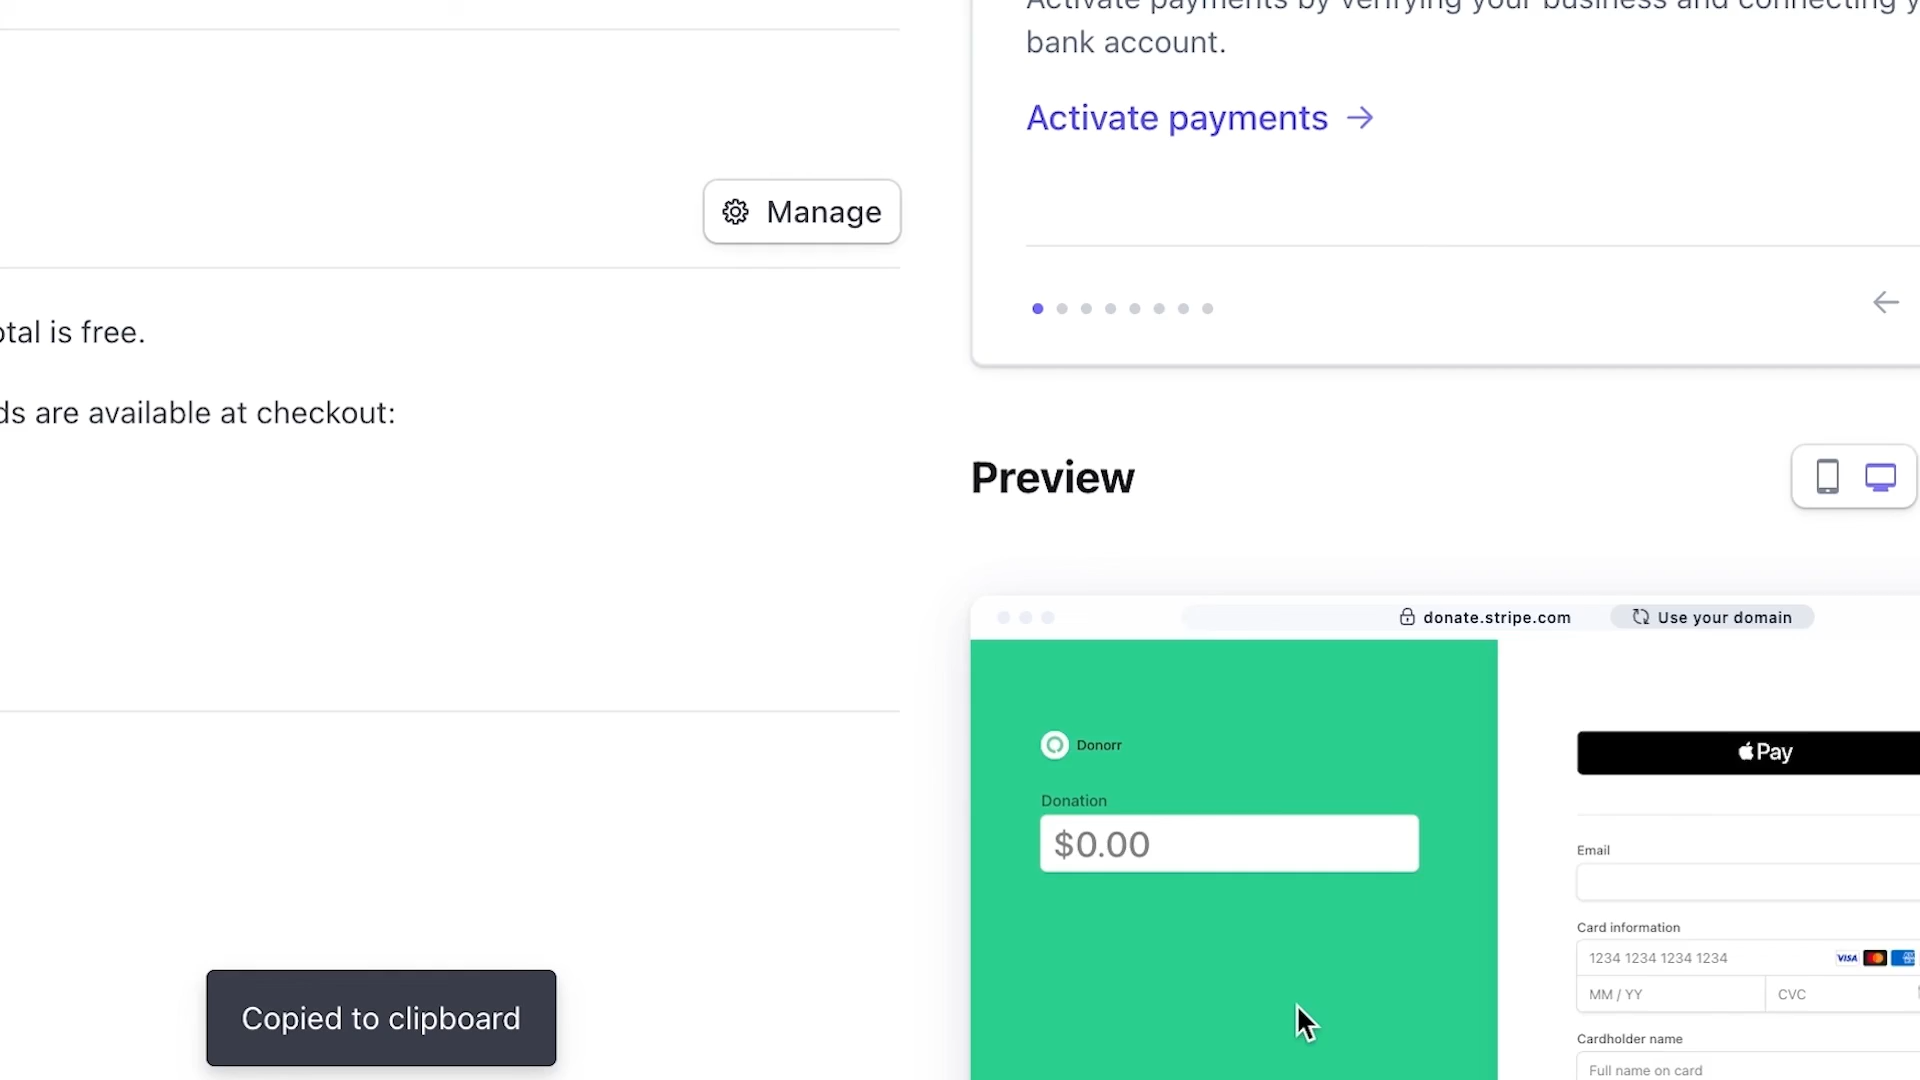 Activate payments by verifying your business and connecting
bank account.
Activate payments
Manage
is free.
are available at checkout:
Preview
donate.stripe.com
Use your domain
Donorr
Pay
Donation
$0.00
Email
Card information
1234 1234 1234 1234
VISA
MM / YY
CVC
Cardholder name
Full name on card
Copied to clipboard